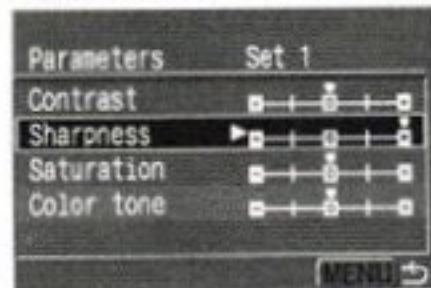 Parameters Set 1
Contrast
Sharpness
Saturation
Color tone
MENU